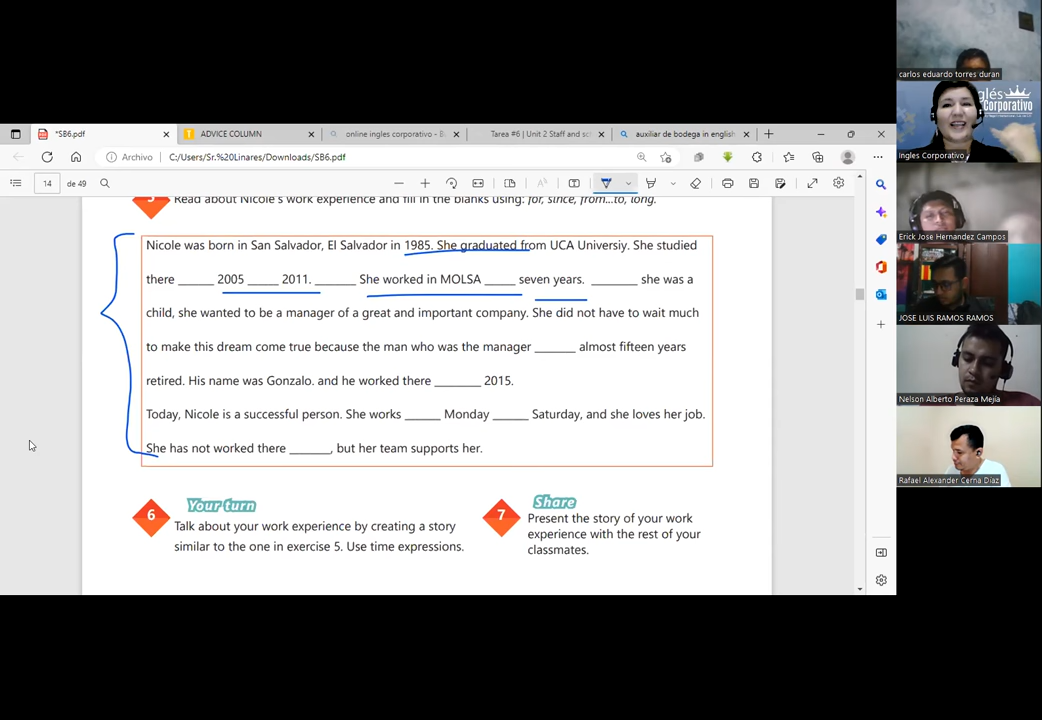 carlos eduardo torres duran
*SB6.pdf
ADVICE COLUMN
online ingles corporativo - B
Tarea #6 | Unit 2 Staff and sc
auxiliar de bodega in english
Archivo
C:/Users/Sr.%20Linares/Downloads/SB6.pdf
Ingles Corporativo
14 de 49
Read about Nicole's work experience and fill in the blanks using: for, since, from...to, long.
Nicole was born in San Salvador, El Salvador in 1985. She graduated from UCA Universiy. She studied
there ______ 2005 ______ 2011. ________ She worked in MOLSA ______ seven years. _______ she was a
child, she wanted to be a manager of a great and important company. She did not have to wait much
to make this dream come true because the man who was the manager ________ almost fifteen years
retired. His name was Gonzalo. and he worked there _________ 2015.
Today, Nicole is a successful person. She works _______ Monday _______ Saturday, and she loves her job.
She has not worked there ________, but her team supports her.
6
Your turn
Talk about your work experience by creating a story
similar to the one in exercise 5. Use time expressions.
7
Share
Present the story of your work
experience with the rest of your
classmates.
Erick Jose Hernandez Campos
JOSE LUIS RAMOS RAMOS
Nelson Alberto Peraza Mejía
Rafael Alexander Cerna Díaz